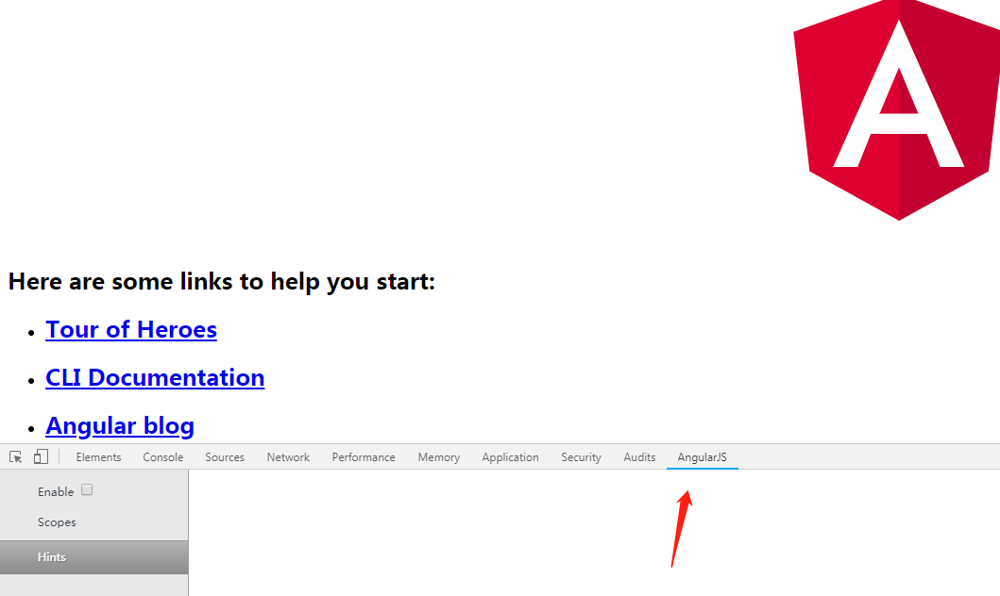 Here are some links to help you start:
Tour of Heroes
CLI Documentation
Angular blog
Elements Console Sources Network Performance Memory Application Security Audits AngularJS
Enable
Scopes
Hints